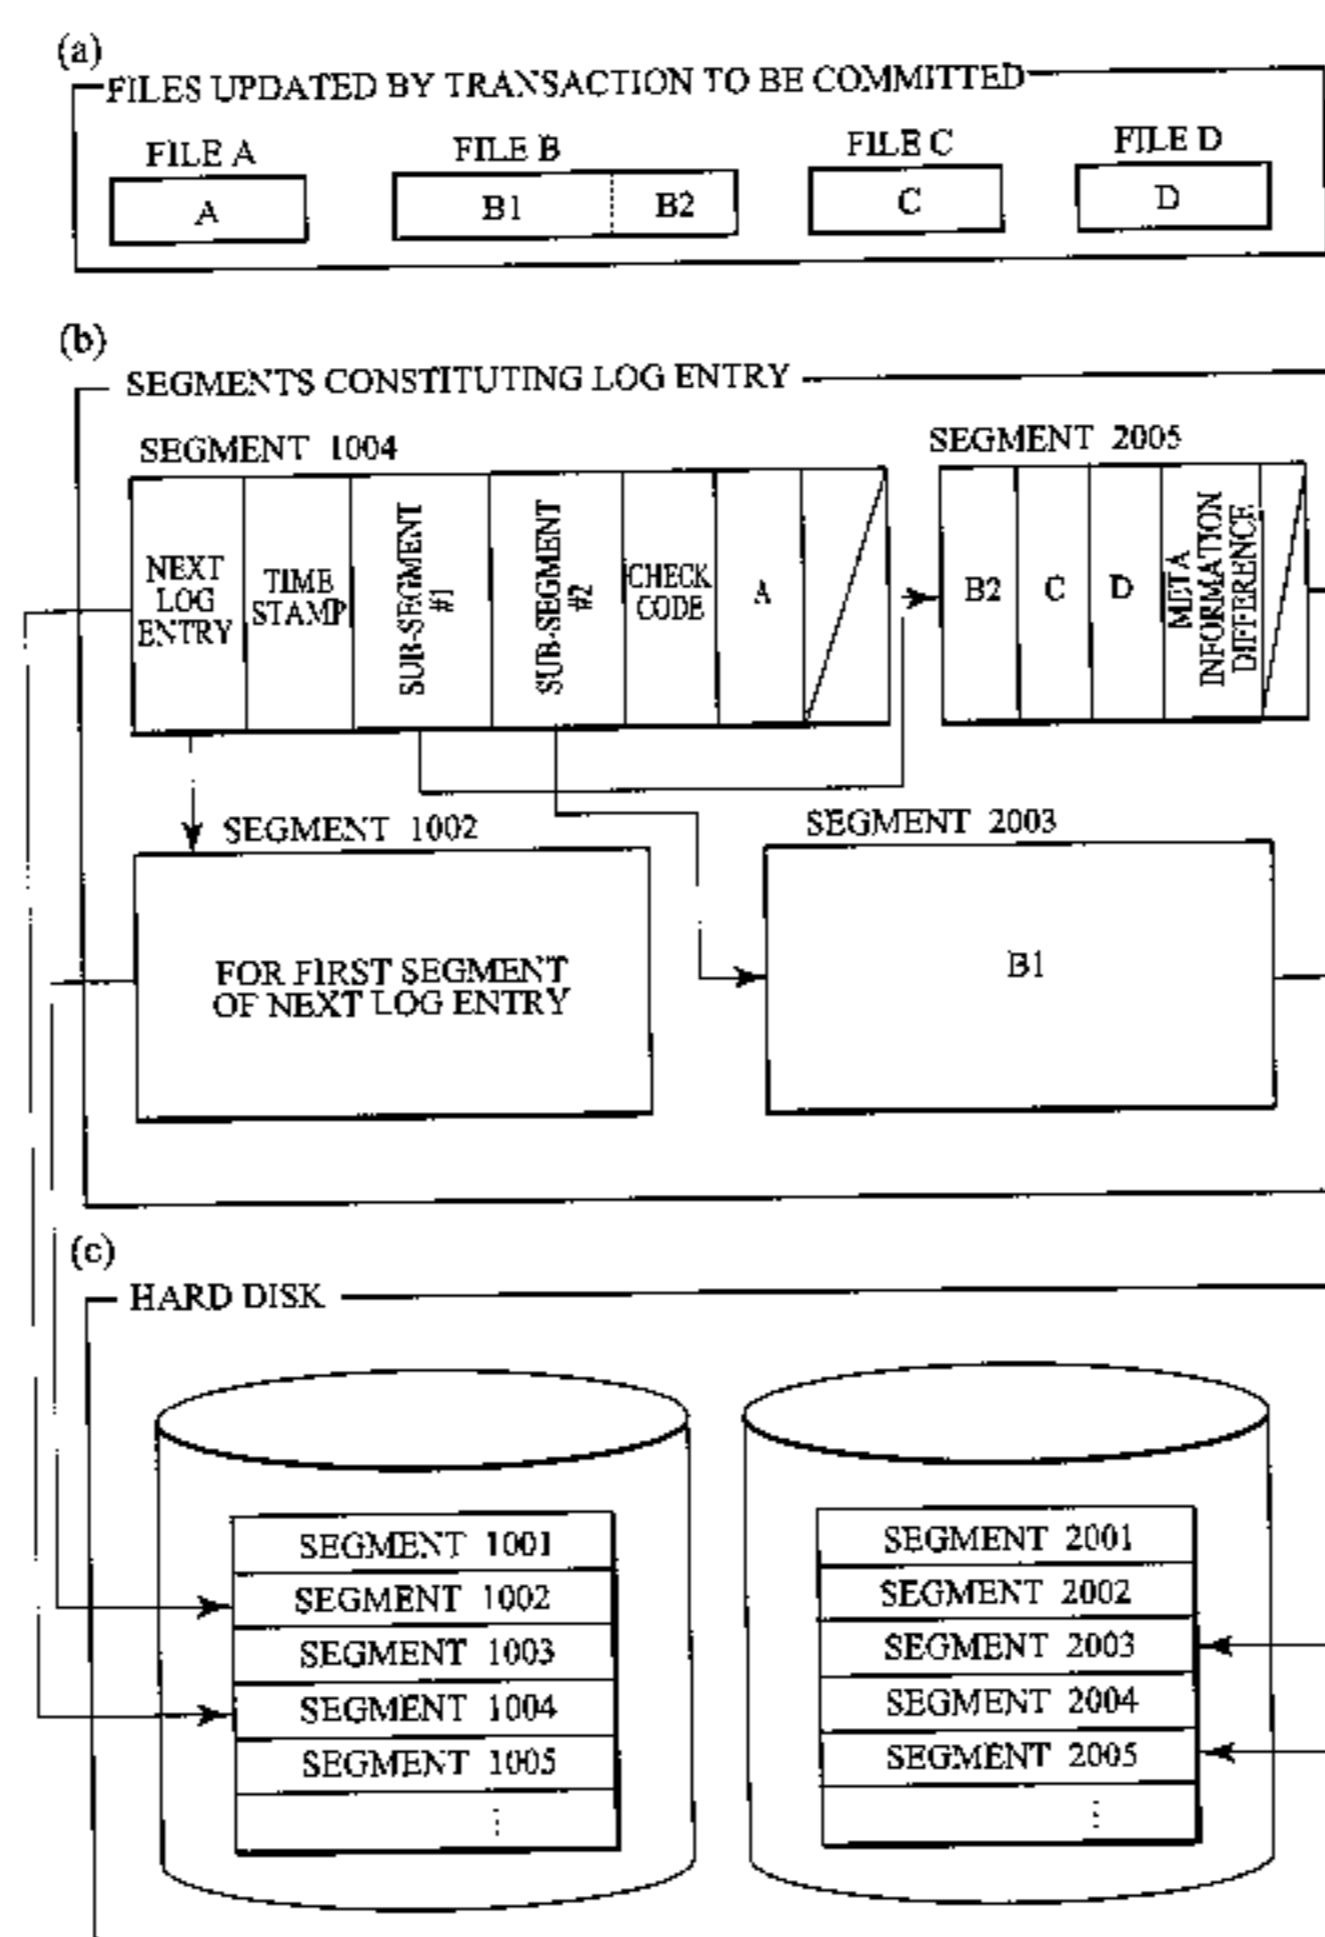 (a)
FILES UPDATED BY TRANSACTION TO BE COMMITTED
FILE A
FILE B
FILE C
FILE D
A
B1
B2
C
D
(b)
SEGMENTS CONSTITUTING LOG ENTRY
SEGMENT 1004
SEGMENT 2005
NEXT
LOG
ENTRY
TIME
STAMP
SUB-SEGMENT
#1
SUB-SEGMENT
#2
CHECK
CODE
A
B2
C
D
META
INFORMATION
DIFFERENCE
SEGMENT 1002
SEGMENT 2003
FOR FIRST SEGMENT
OF NEXT LOG ENTRY
B1
(c)
HARD DISK
SEGMENT 1001
SEGMENT 1002
SEGMENT 1003
SEGMENT 1004
SEGMENT 1005
⋮
SEGMENT 2001
SEGMENT 2002
SEGMENT 2003
SEGMENT 2004
SEGMENT 2005
⋮